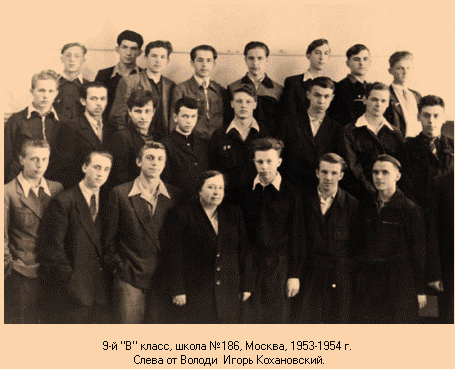 9-й "В" класс, школа №186, Москва, 1953-1954 г.
Слева от Володи Игорь Кохановский.